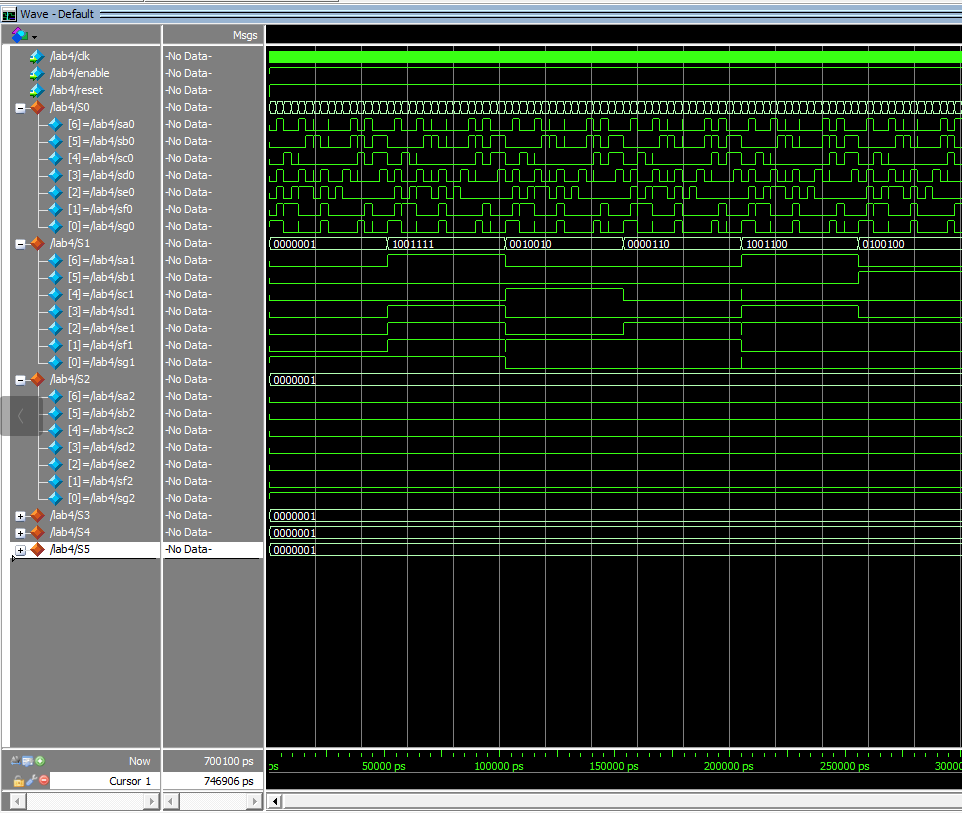 Wave - Default
Msgs
/lab4/clk -No Data-
/lab4/enable -No Data-
/lab4/reset -No Data-
/lab4/S0 -No Data-
[6]=/lab4/sa0 -No Data-
[5]=/lab4/sb0 -No Data-
[4]=/lab4/sc0 -No Data-
[3]=/lab4/sd0 -No Data-
[2]=/lab4/se0 -No Data-
[1]=/lab4/sf0 -No Data-
[0]=/lab4/sg0 -No Data-
/lab4/S1 -No Data- 0000001 1001111 0010010 0000110 1001100 0100100
[6]=/lab4/sa1 -No Data-
[5]=/lab4/sb1 -No Data-
[4]=/lab4/sc1 -No Data-
[3]=/lab4/sd1 -No Data-
[2]=/lab4/se1 -No Data-
[1]=/lab4/sf1 -No Data-
[0]=/lab4/sg1 -No Data-
/lab4/S2 -No Data- 0000001
[6]=/lab4/sa2 -No Data-
[5]=/lab4/sb2 -No Data-
[4]=/lab4/sc2 -No Data-
[3]=/lab4/sd2 -No Data-
[2]=/lab4/se2 -No Data-
[1]=/lab4/sf2 -No Data-
[0]=/lab4/sg2 -No Data-
/lab4/S3 -No Data- 0000001
/lab4/S4 -No Data- 0000001
/lab4/S5 -No Data- 0000001
Now 700100 ps ps 50000 ps 100000 ps 150000 ps 200000 ps 250000 ps 30000
Cursor 1 746906 ps